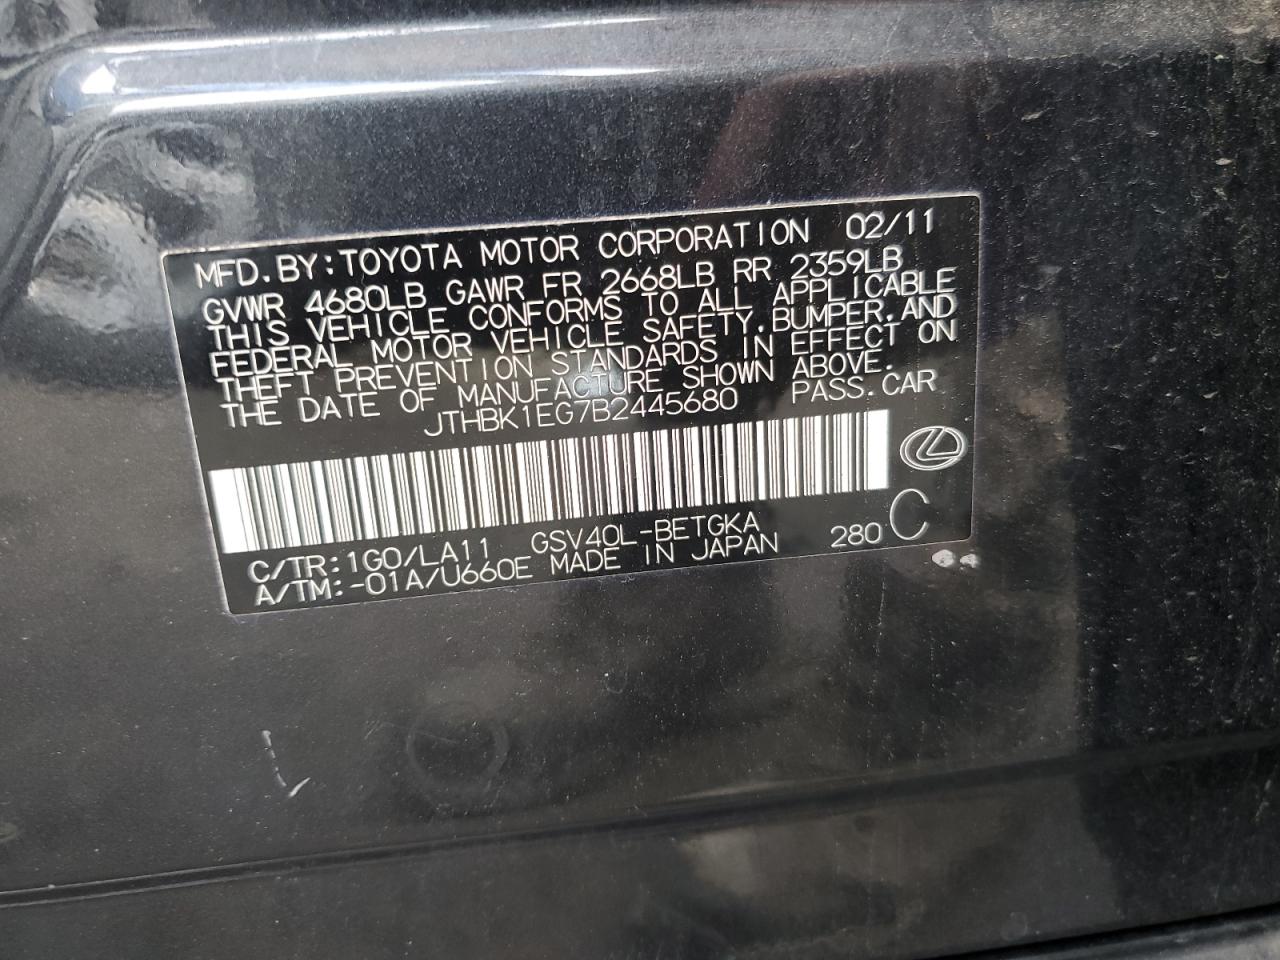 MFD.BY:TOYOTA MOTOR CORPORATION 02/11
GVWR 4680LB GAWR FR 2668LB RR 2359LB
THIS VEHICLE CONFORMS TO ALL APPLICABLE
FEDERAL MOTOR VEHICLE SAFETY,BUMPER,AND
THEFT PREVENTION STANDARDS IN EFFECT ON
THE DATE OF MANUFACTURE SHOWN ABOVE.
JTHBK1EG7B2445680 PASS.CAR
C/TR:1G0/LA11 GSV40L-BETGKA 280 C
A/TM:-01A/U660E MADE IN JAPAN